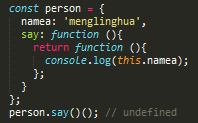 const person = {
namea: 'menglinghua',
say: function (){
return function (){
console.log(this.namea);
};
}
};
person.say()(); // undefined